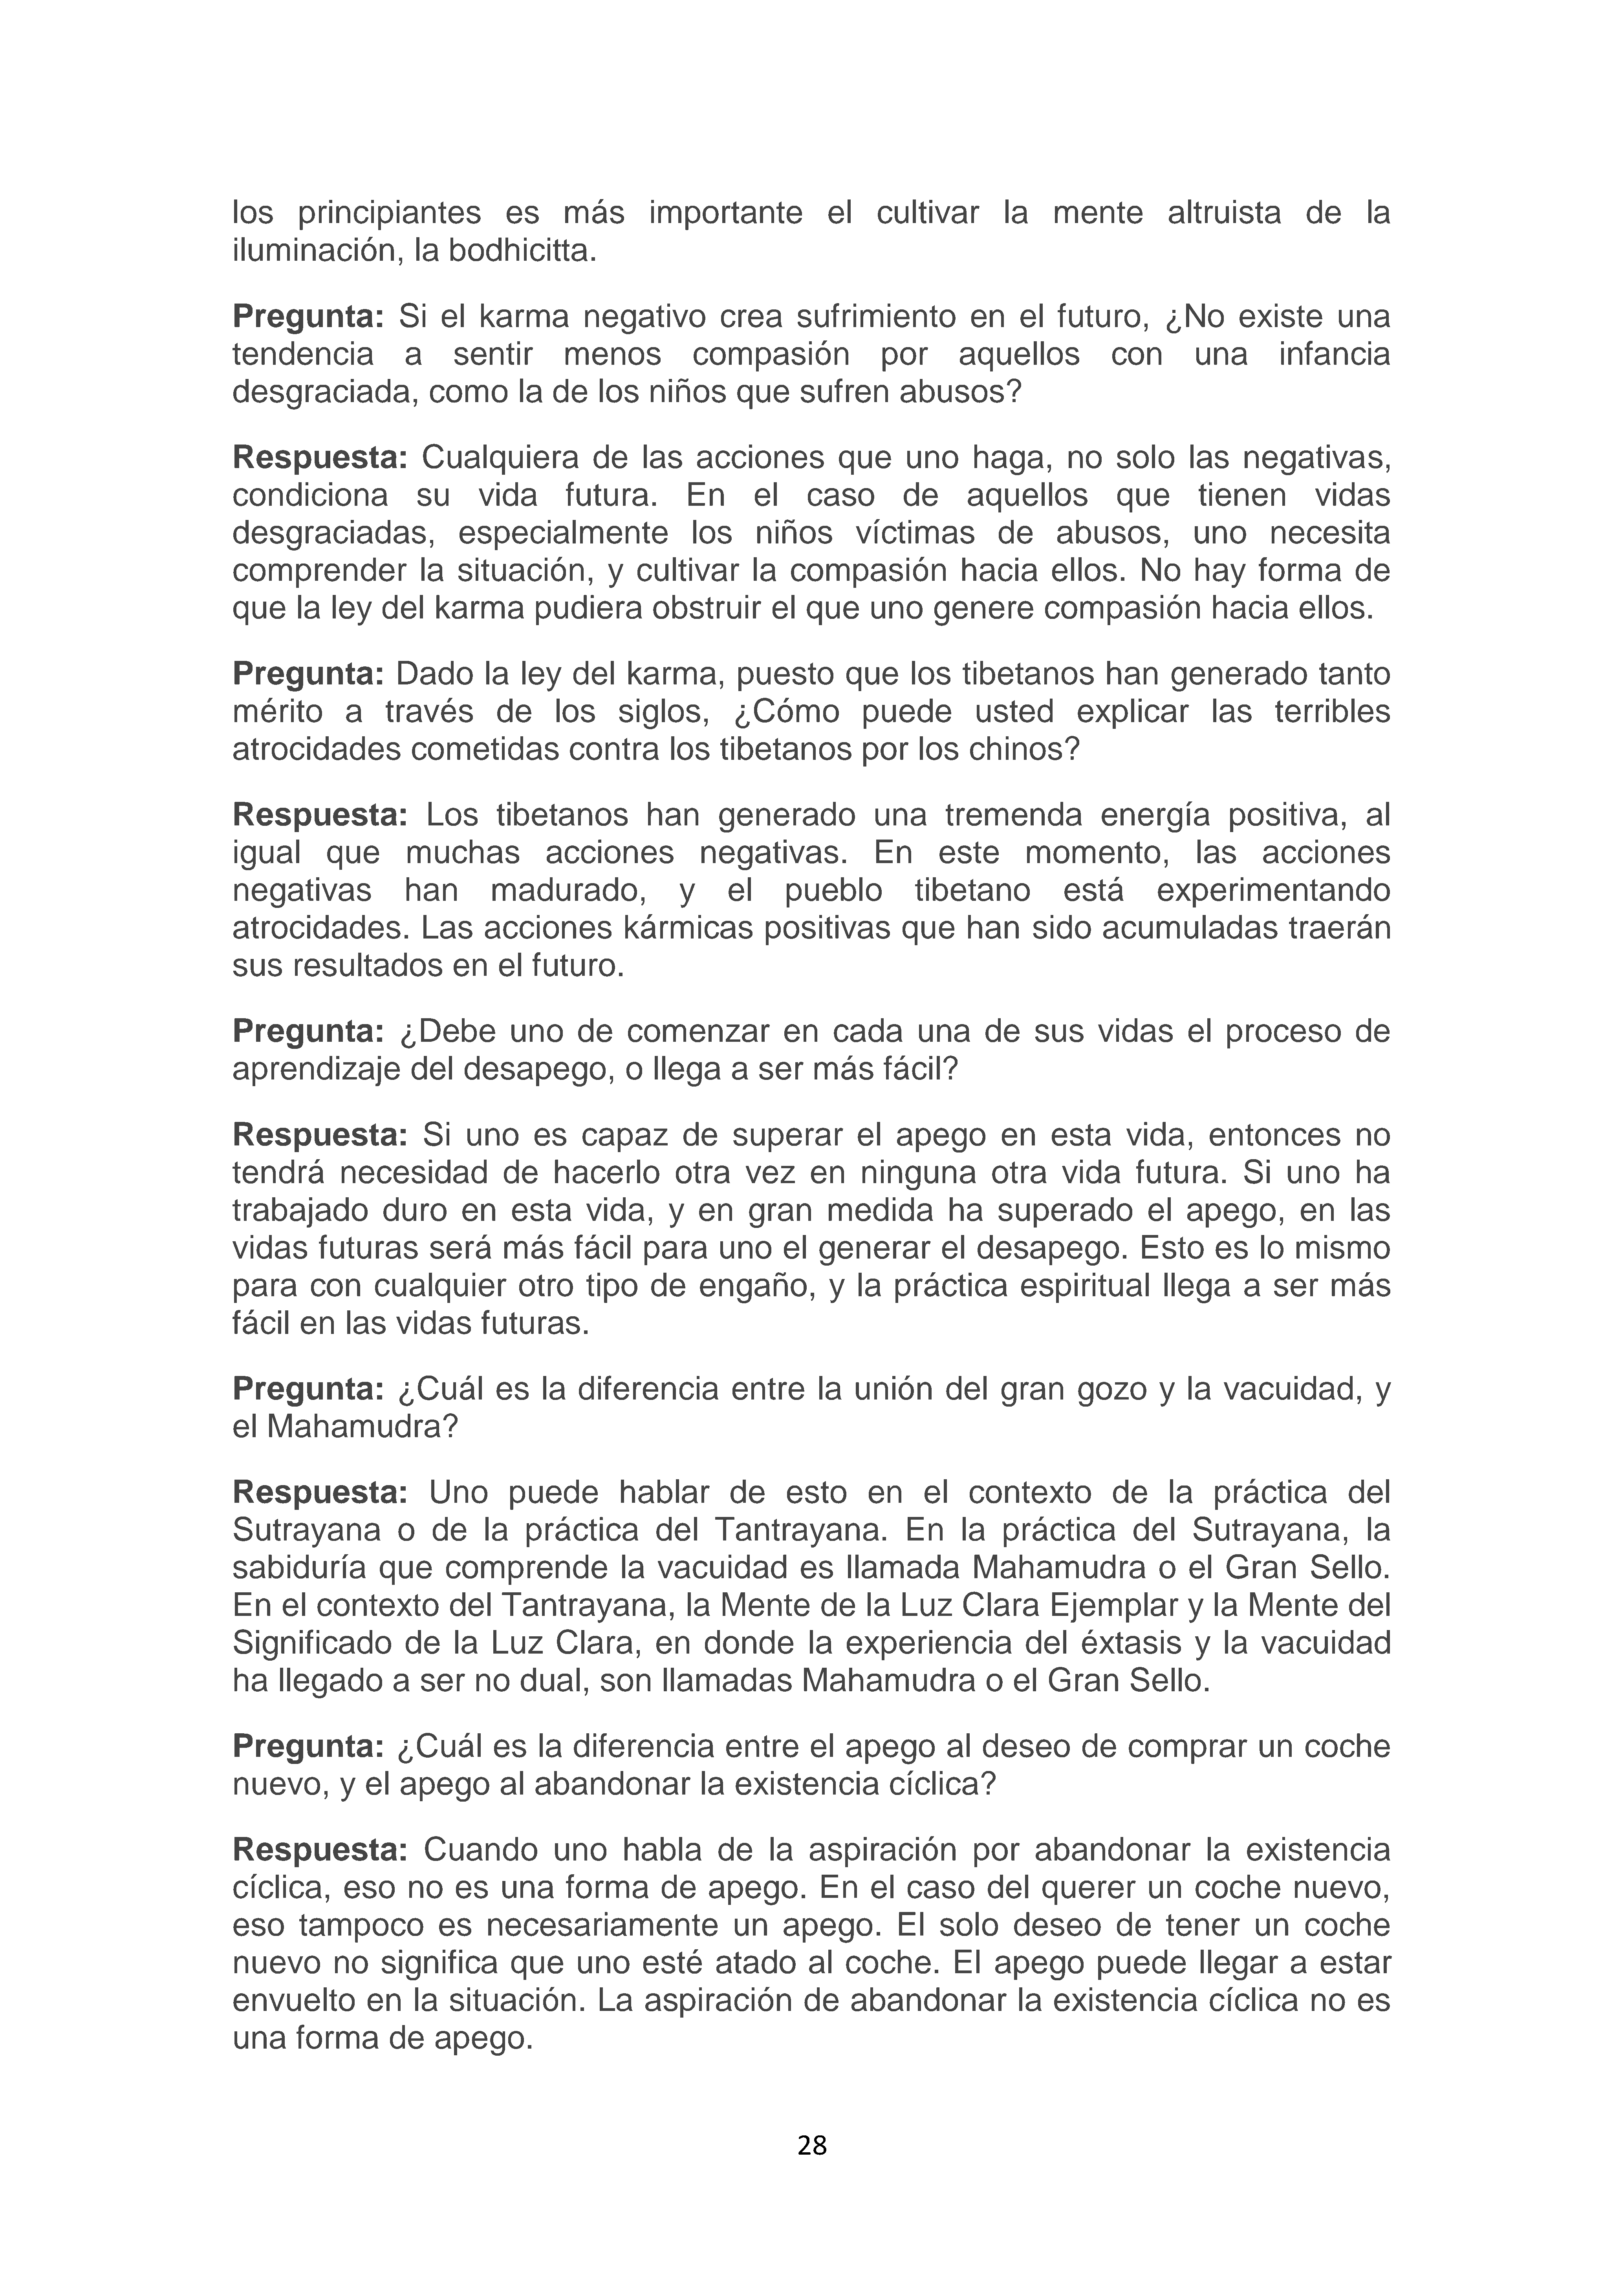 los principiantes es más importante el cultivar la mente altruista de la
iluminación, la bodhicitta.
Pregunta: Si el karma negativo crea sufrimiento en el futuro, ¿No existe una
tendencia a sentir menos compasión por aquellos con una infancia
desgraciada, como la de los niños que sufren abusos?
Respuesta: Cualquiera de las acciones que uno haga, no solo las negativas,
condiciona su vida futura. En el caso de aquellos que tienen vidas
desgraciadas, especialmente los niños víctimas de abusos, uno necesita
comprender la situación, y cultivar la compasión hacia ellos. No hay forma de
que la ley del karma pudiera obstruir el que uno genere compasión hacia ellos.
Pregunta: Dado la ley del karma, puesto que los tibetanos han generado tanto
mérito a través de los siglos, ¿Cómo puede usted explicar las terribles
atrocidades cometidas contra los tibetanos por los chinos?
Respuesta: Los tibetanos han generado una tremenda energía positiva, al
igual que muchas acciones negativas. En este momento, las acciones
negativas han madurado, y el pueblo tibetano está experimentando
atrocidades. Las acciones kármicas positivas que han sido acumuladas traerán
sus resultados en el futuro.
Pregunta: ¿Debe uno de comenzar en cada una de sus vidas el proceso de
aprendizaje del desapego, o llega a ser más fácil?
Respuesta: Si uno es capaz de superar el apego en esta vida, entonces no
tendrá necesidad de hacerlo otra vez en ninguna otra vida futura. Si uno ha
trabajado duro en esta vida, y en gran medida ha superado el apego, en las
vidas futuras será más fácil para uno el generar el desapego. Esto es lo mismo
para con cualquier otro tipo de engaño, y la práctica espiritual llega a ser más
fácil en las vidas futuras.
Pregunta: ¿Cuál es la diferencia entre la unión del gran gozo y la vacuidad, y
el Mahamudra?
Respuesta: Uno puede hablar de esto en el contexto de la práctica del
Sutrayana o de la práctica del Tantrayana. En la práctica del Sutrayana, la
sabiduría que comprende la vacuidad es llamada Mahamudra o el Gran Sello.
En el contexto del Tantrayana, la Mente de la Luz Clara Ejemplar y la Mente del
Significado de la Luz Clara, en donde la experiencia del éxtasis y la vacuidad
ha llegado a ser no dual, son llamadas Mahamudra o el Gran Sello.
Pregunta: ¿Cuál es la diferencia entre el apego al deseo de comprar un coche
nuevo, y el apego al abandonar la existencia cíclica?
Respuesta: Cuando uno habla de la aspiración por abandonar la existencia
cíclica, eso no es una forma de apego. En el caso del querer un coche nuevo,
eso tampoco es necesariamente un apego. El solo deseo de tener un coche
nuevo no significa que uno esté atado al coche. El apego puede llegar a estar
envuelto en la situación. La aspiración de abandonar la existencia cíclica no es
una forma de apego.
28